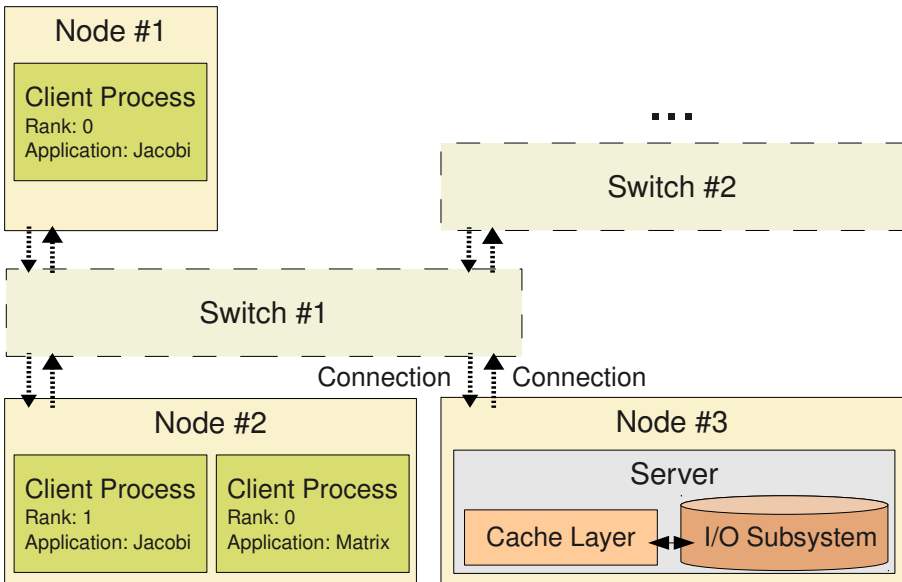 Node #1
Client Process
Rank: 0
Application: Jacobi
...
Switch #2
Switch #1
Connection
Connection
Node #2
Client Process
Rank: 1
Application: Jacobi
Client Process
Rank: 0
Application: Matrix
Node #3
Server
Cache Layer
I/O Subsystem